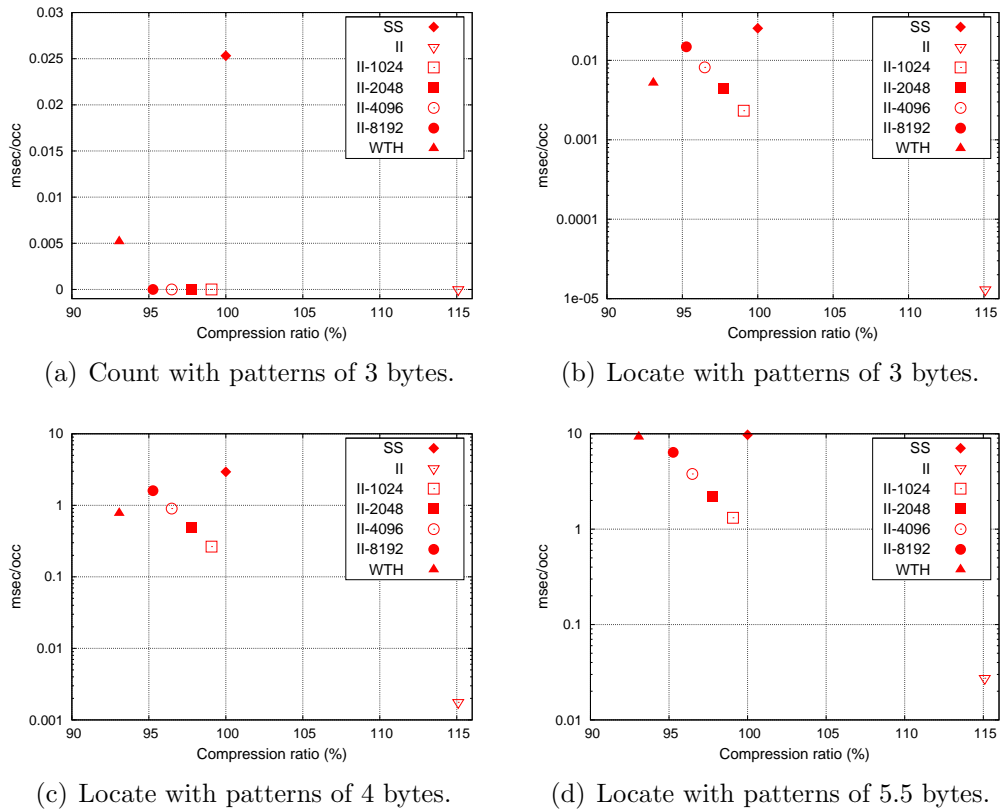 0.03
0.025
0.02
0.015
0.01
0.005
0
msec/occ
90 95 100 105 110 115
Compression ratio (%)
SS
II
II-1024
II-2048
II-4096
II-8192
WTH
(a) Count with patterns of 3 bytes.
0.01
0.001
0.0001
1e-05
msec/occ
90 95 100 105 110 115
Compression ratio (%)
SS
II
II-1024
II-2048
II-4096
II-8192
WTH
(b) Locate with patterns of 3 bytes.
10
1
0.1
0.01
0.001
msec/occ
90 95 100 105 110 115
Compression ratio (%)
SS
II
II-1024
II-2048
II-4096
II-8192
WTH
(c) Locate with patterns of 4 bytes.
10
1
0.1
0.01
msec/occ
90 95 100 105 110 115
Compression ratio (%)
SS
II
II-1024
II-2048
II-4096
II-8192
WTH
(d) Locate with patterns of 5.5 bytes.